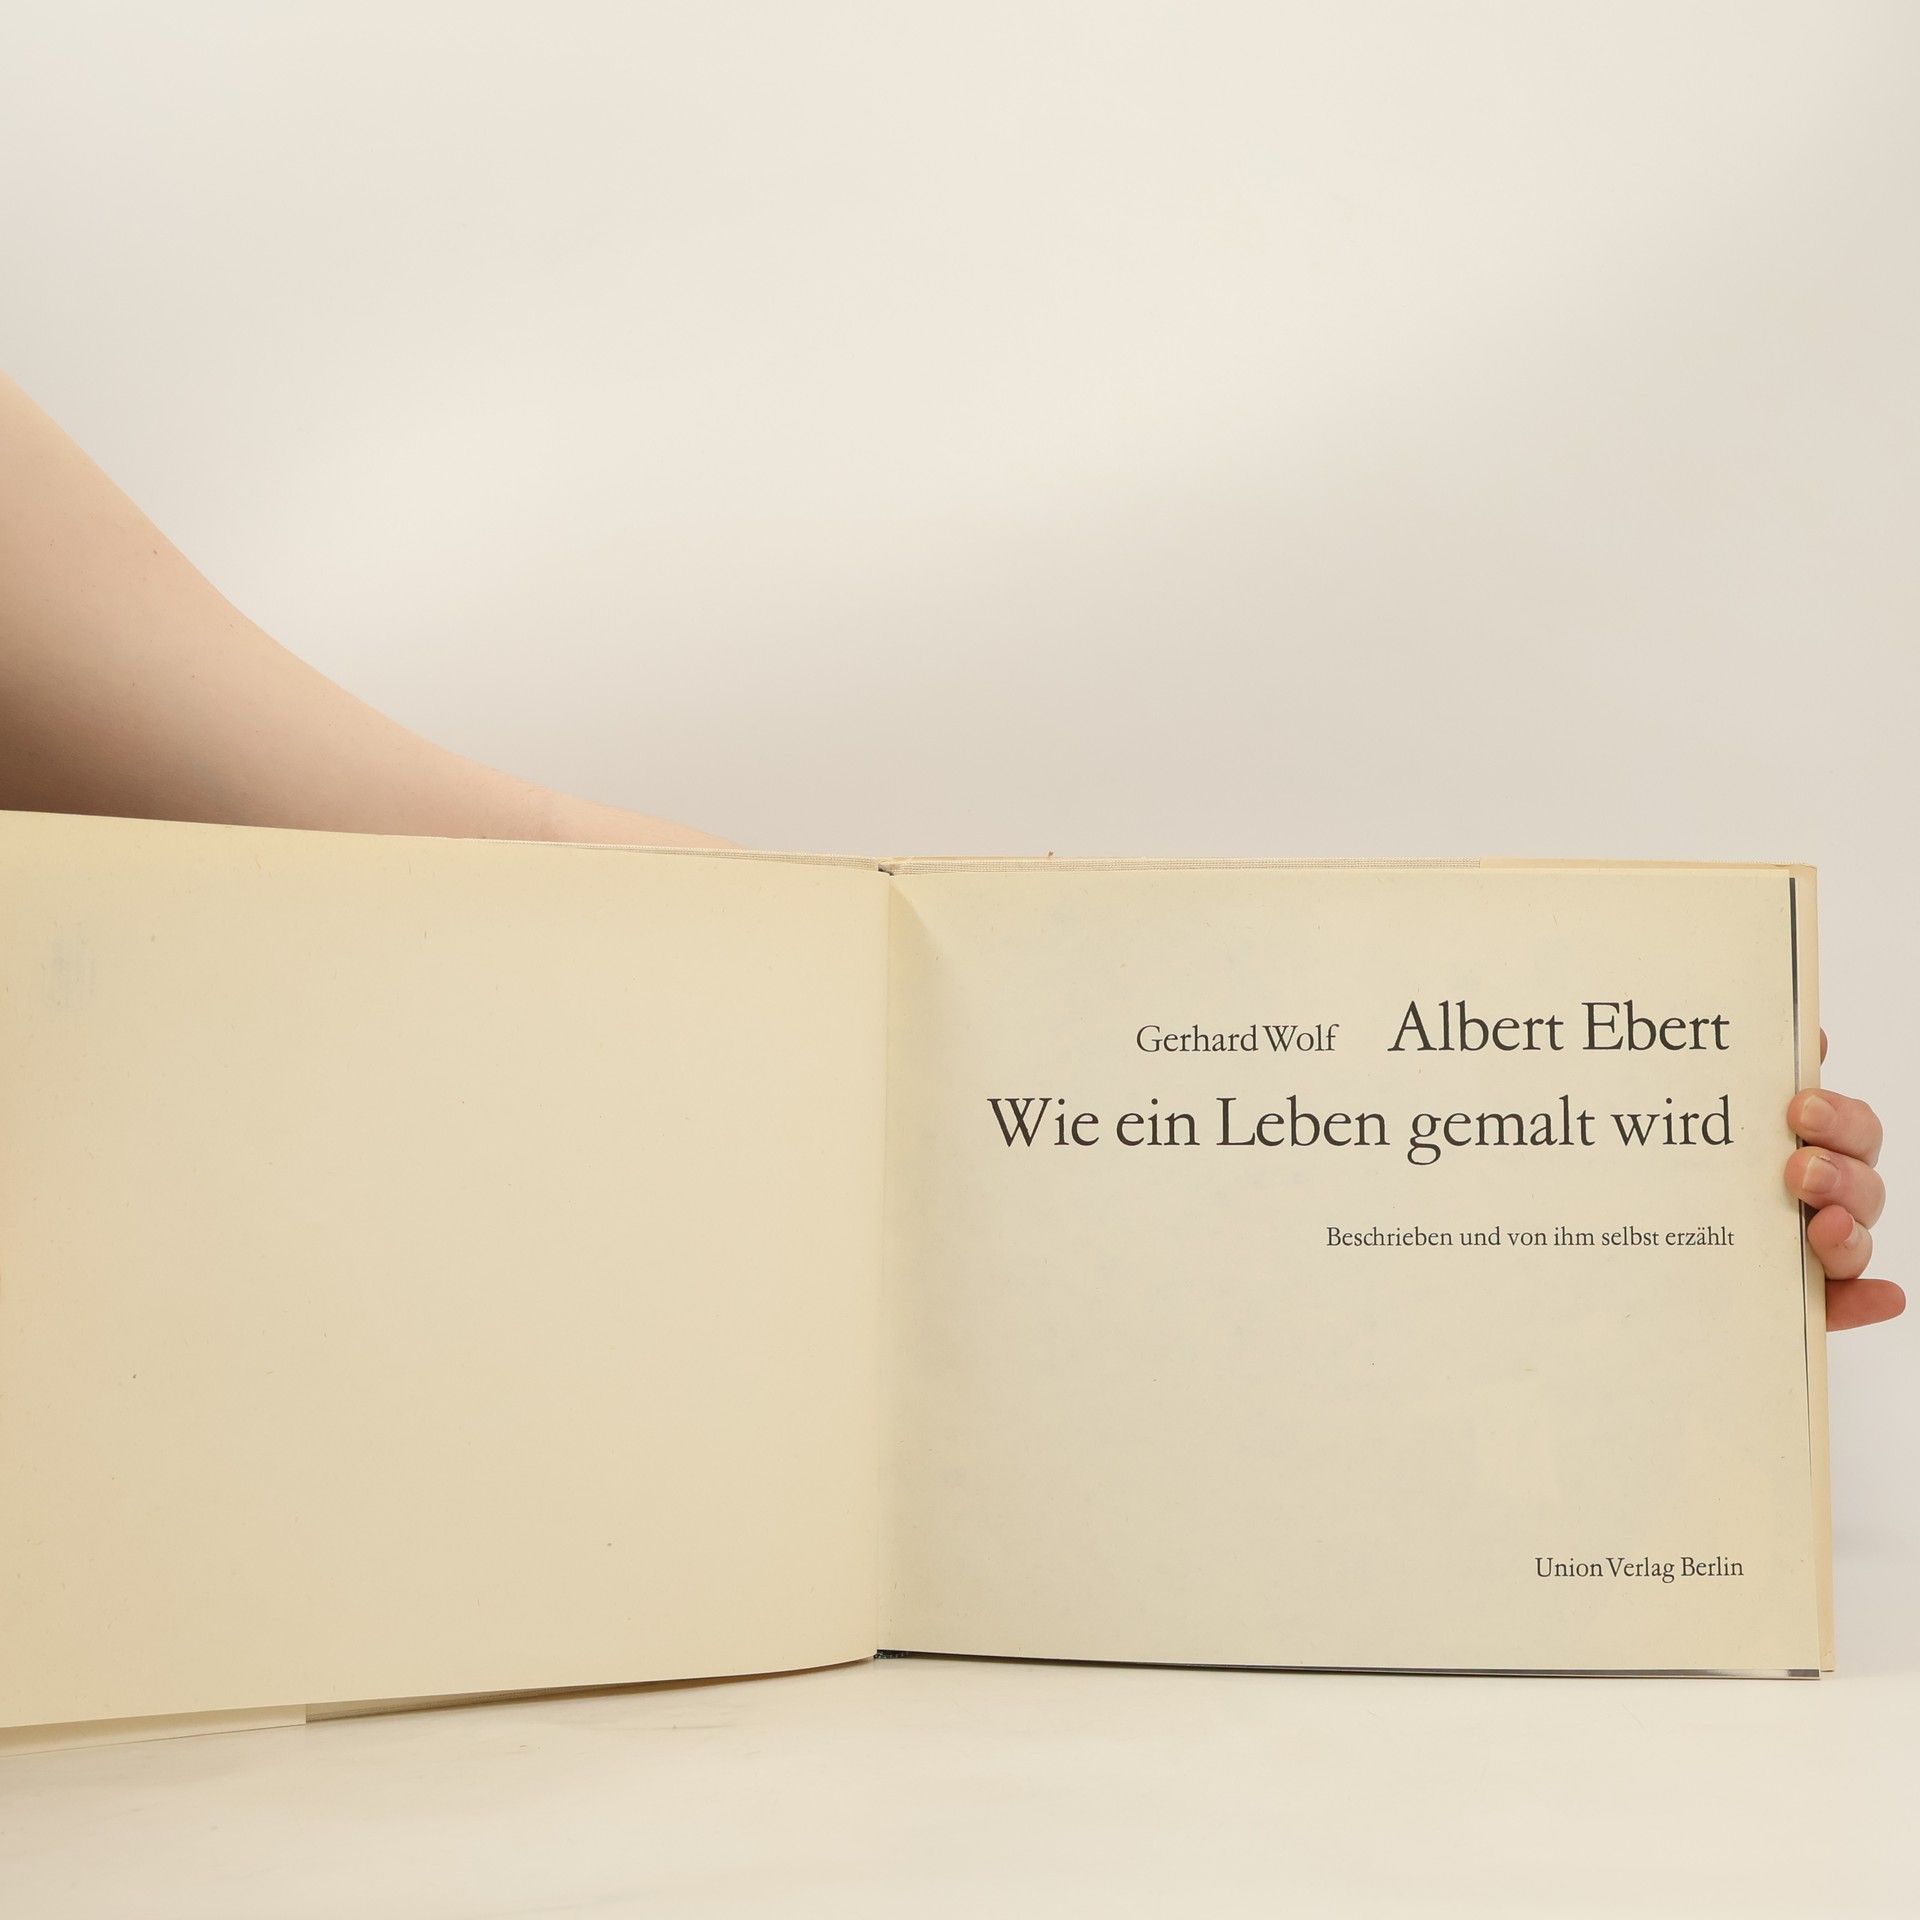 Gerhard Wolf Albert Ebert
Wie ein Leben gemalt wird
Beschrieben und von ihm selbst erzählt
Union Verlag Berlin